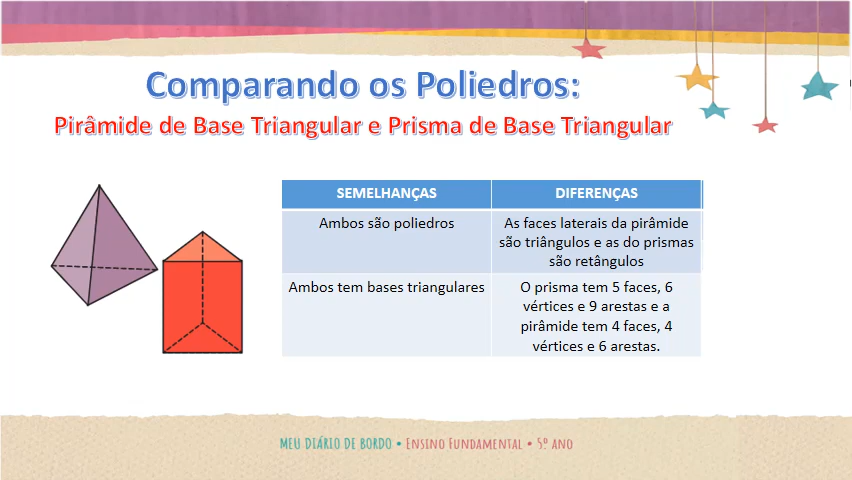 Comparando os Poliedros:
Pirâmide de Base Triangular e Prisma de Base Triangular
SEMELHANÇAS
DIFERENÇAS
Ambos são poliedros
As faces laterais da pirâmide
são triângulos e as do prismas
são retângulos
Ambos tem bases triangulares
O prisma tem 5 faces, 6
vértices e 9 arestas e a
pirâmide tem 4 faces, 4
vértices e 6 arestas.
MEU DIÁRIO DE BORDO • Ensino Fundamental • 5º ano